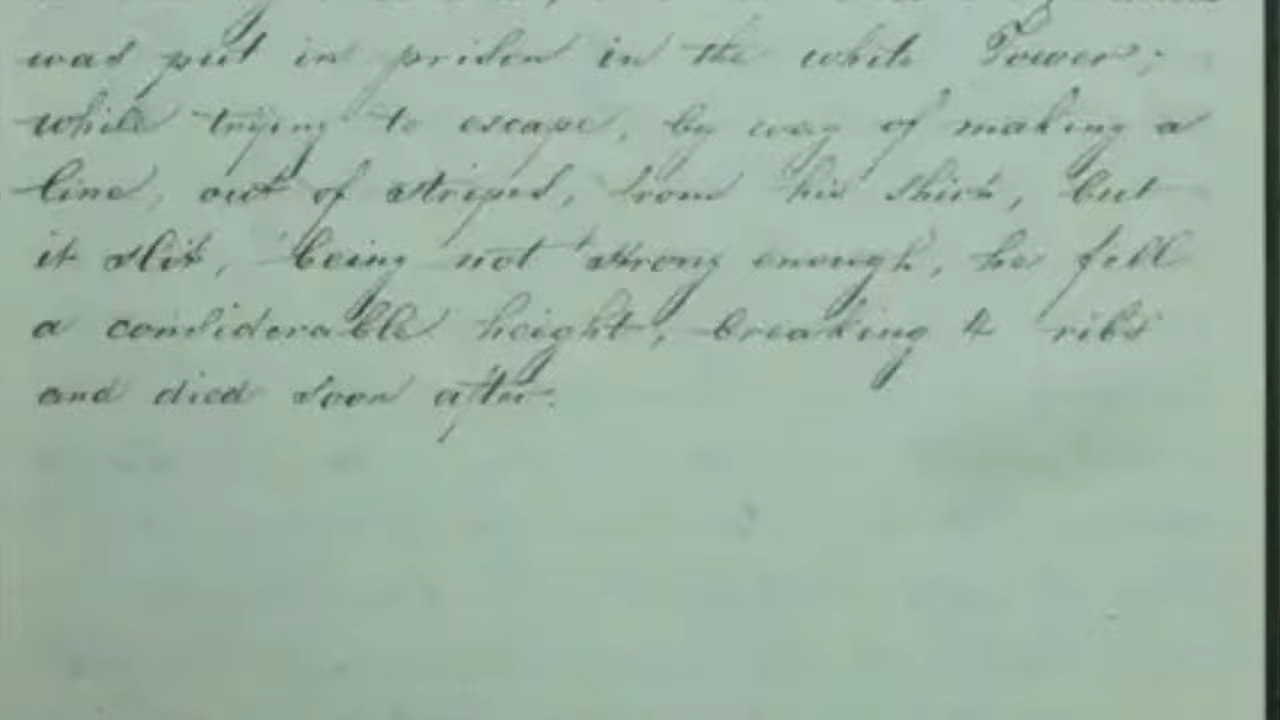 was put in prison in the white Tower;
while trying to escape, by way of making a
line, out of stripes, from his shirt, but
it slit, being not strong enough, he fell
a considerable height, breaking 4 ribs
and died soon after.